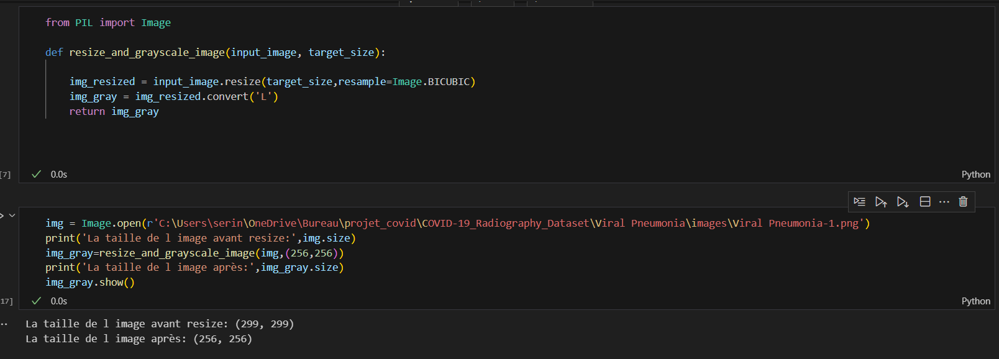 from PIL import Image
def resize_and_grayscale_image(input_image, target_size):
img_resized = input_image.resize(target_size,resample=Image.BICUBIC)
img_gray = img_resized.convert('L')
return img_gray
[7]
0.0s
Python
img = Image.open(r'C:\Users\serin\OneDrive\Bureau\projet_covid\COVID-19_Radiography_Dataset\Viral Pneumonia\images\Viral Pneumonia-1.png')
print('La taille de l image avant resize:',img.size)
img_gray=resize_and_grayscale_image(img,(256,256))
print('La taille de l image après:',img_gray.size)
img_gray.show()
17]
0.0s
Python
La taille de l image avant resize: (299, 299)
La taille de l image après: (256, 256)